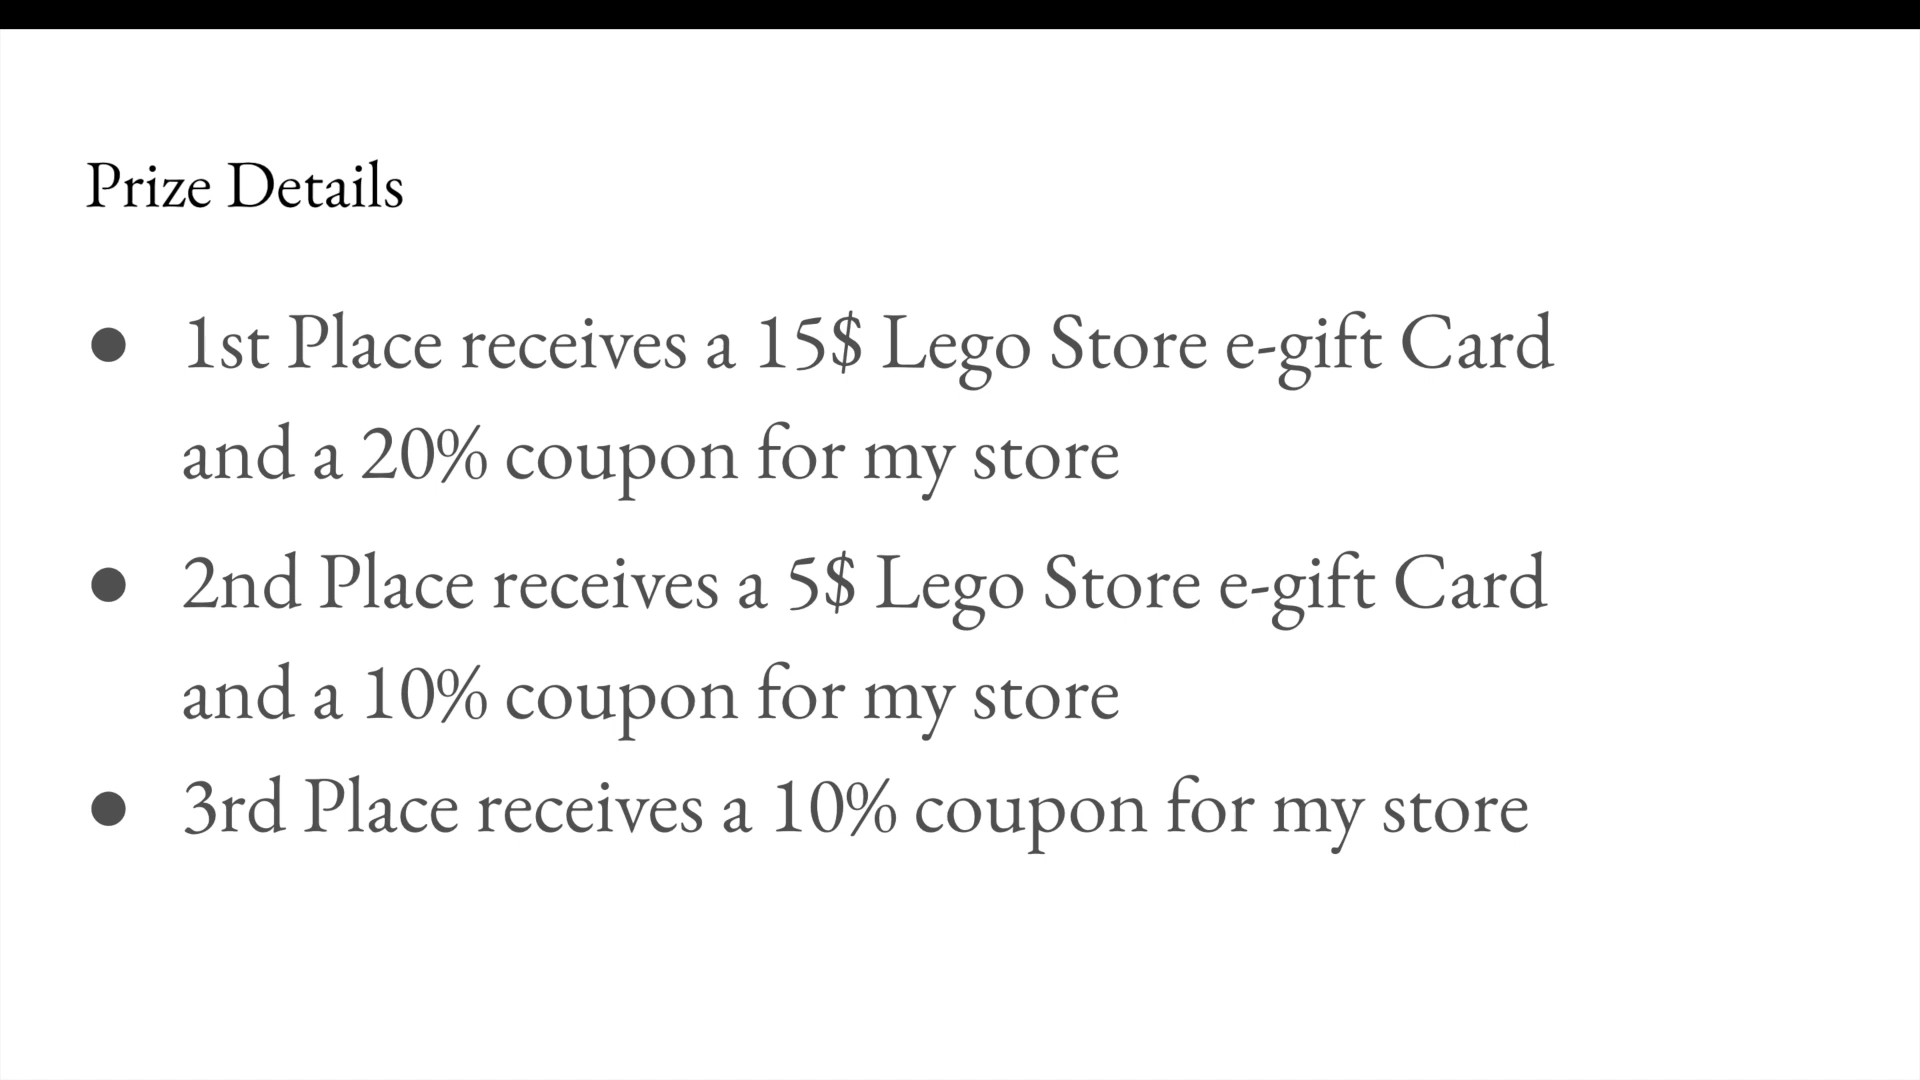 Prize Details
● 1st Place receives a 15$ Lego Store e-gift Card
and a 20% coupon for my store
● 2nd Place receives a 5$ Lego Store e-gift Card
and a 10% coupon for my store
● 3rd Place receives a 10% coupon for my store